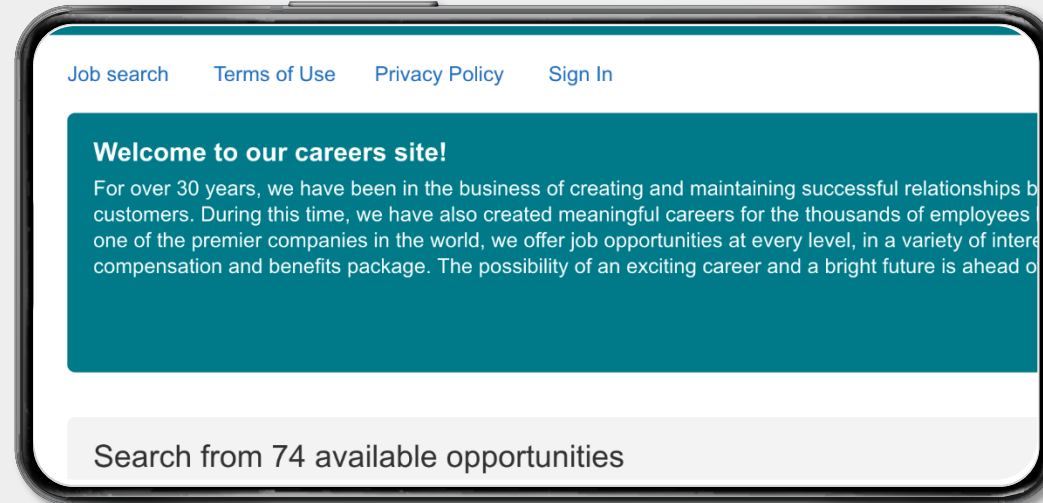 Job search Terms of Use Privacy Policy Sign In
Welcome to our careers site!
For over 30 years, we have been in the business of creating and maintaining successful relationships
customers. During this time, we have also created meaningful careers for the thousands of employees
one of the premier companies in the world, we offer job opportunities at every level, in a variety of
compensation and benefits package. The possibility of an exciting career and a bright future is ahead
Search from 74 available opportunities